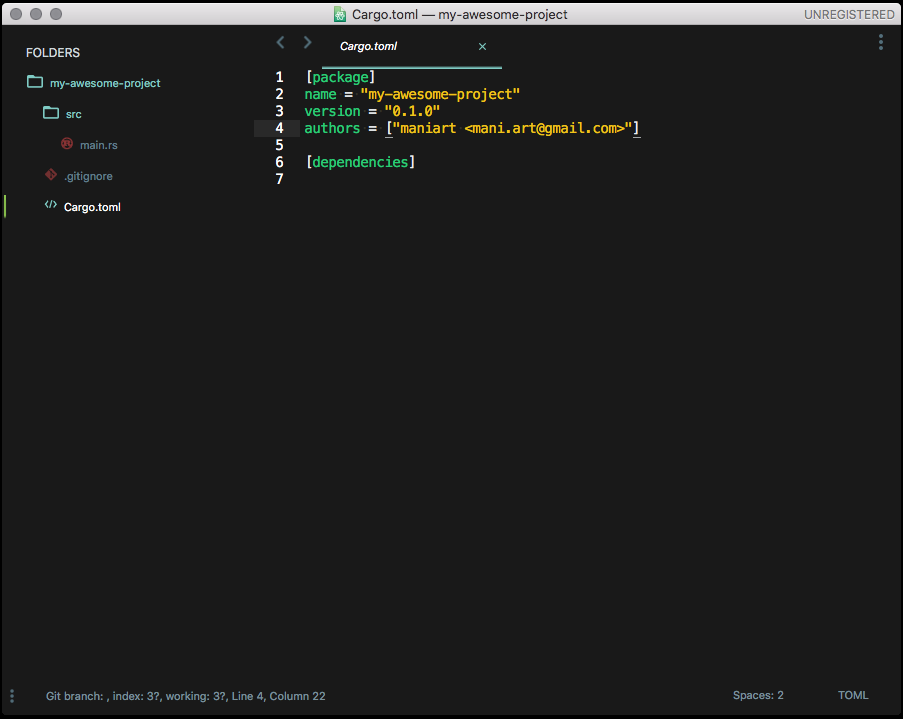 Cargo.toml — my-awesome-project
UNREGISTERED
FOLDERS
my-awesome-project
src
main.rs
.gitignore
Cargo.toml
Cargo.toml
1 [package]
2 name = "my-awesome-project"
3 version = "0.1.0"
4 authors = ["maniart <mani.art@gmail.com>"]
5
6 [dependencies]
7
Git branch: , index: 3?, working: 3?, Line 4, Column 22
Spaces: 2
TOML